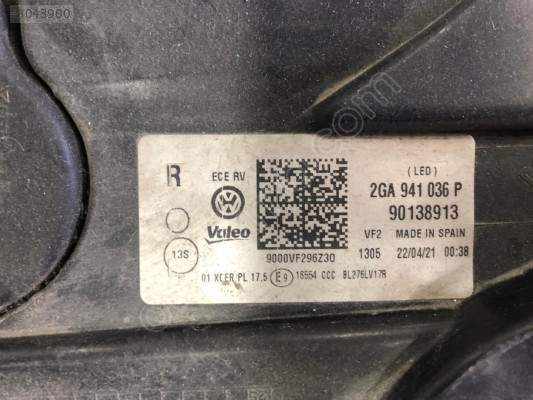 R
ECE RV
(LED)
2GA 941 036 P
90138913
Valeo
VF2 MADE IN SPAIN
13S
9000VF296Z30
1305 22/04/21 00:38
01 XCER PL 17.5 E9 16554 CCC BL276LV17R